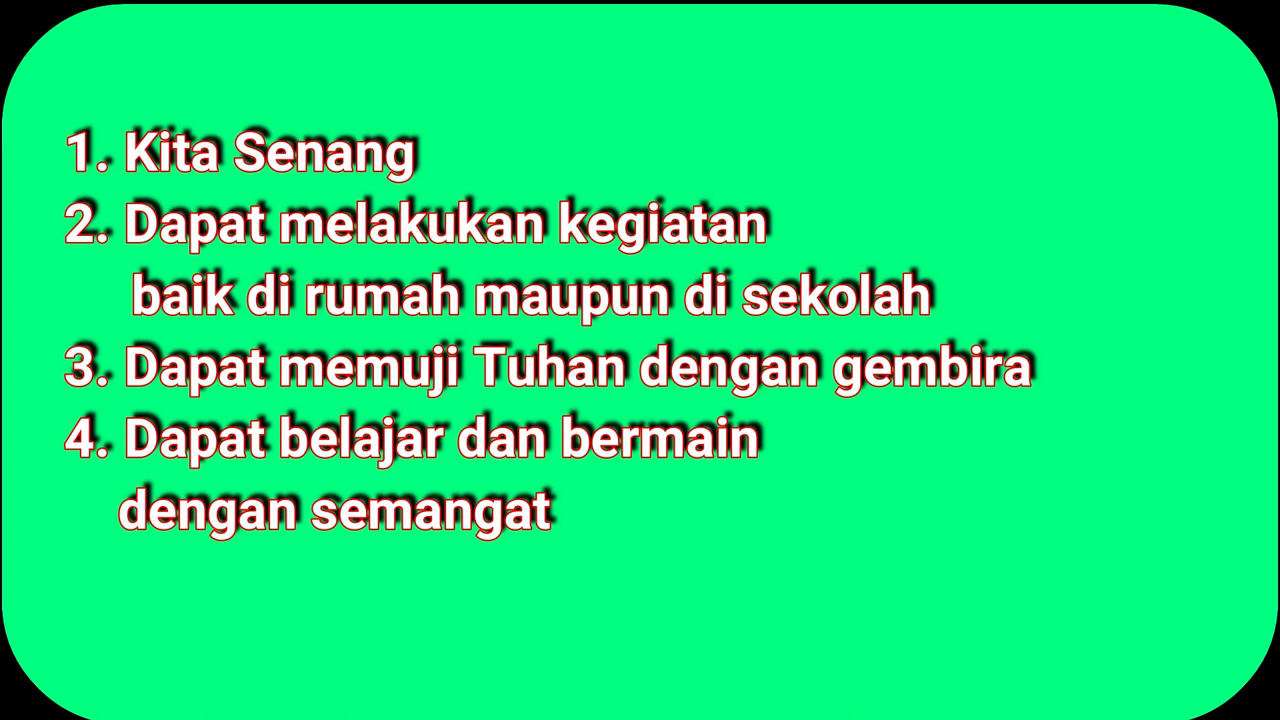 1. Kita Senang
2. Dapat melakukan kegiatan
baik di rumah maupun di sekolah
3. Dapat memuji Tuhan dengan gembira
4. Dapat belajar dan bermain
dengan semangat